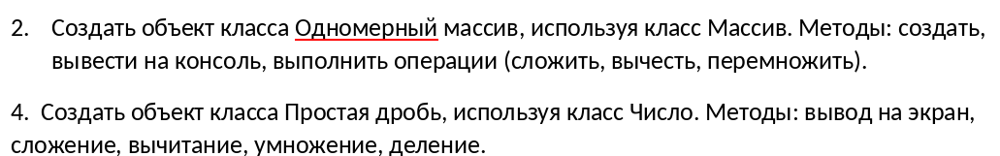 2. Создать объект класса Одномерный массив, используя класс Массив. Методы: создать,
вывести на консоль, выполнить операции (сложить, вычесть, перемножить).
4. Создать объект класса Простая дробь, используя класс Число. Методы: вывод на экран,
сложение, вычитание, умножение, деление.